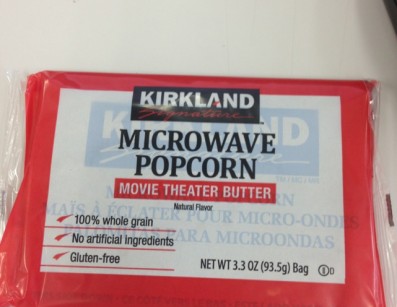 KIRKLAND
Signature
MICROWAVE
POPCORN
MOVIE THEATER BUTTER
Natural Flavor
100% whole grain
No artificial Ingredients
Gluten-free
NET WT 3.3 OZ (93.5g) Bag
KIRKLAND
MAÏS À ÉCLATER POUR MICRO-ONDES
PARA MICROONDAS